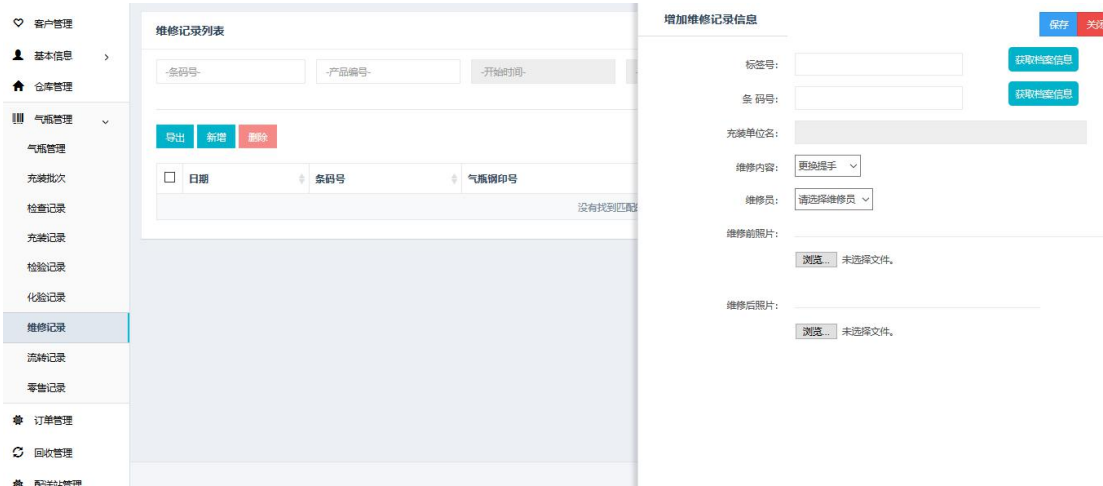 客户管理
基本信息
仓库管理
气瓶管理
气瓶管理
充装批次
检查记录
充装记录
检验记录
化验记录
维修记录
流转记录
零售记录
订单管理
回收管理
配送站管理
维修记录列表
-条码号-
-产品编号-
-开始时间-
导出
新增
删除
日期
条码号
气瓶钢印号
没有找到匹配
增加维修记录信息
保存
关闭
标签号:
获取档案信息
条 码号:
获取档案信息
充装单位名:
维修内容:
更换提手
维修员:
请选择维修员
维修前照片:
浏览... 未选择文件。
维修后照片:
浏览... 未选择文件。